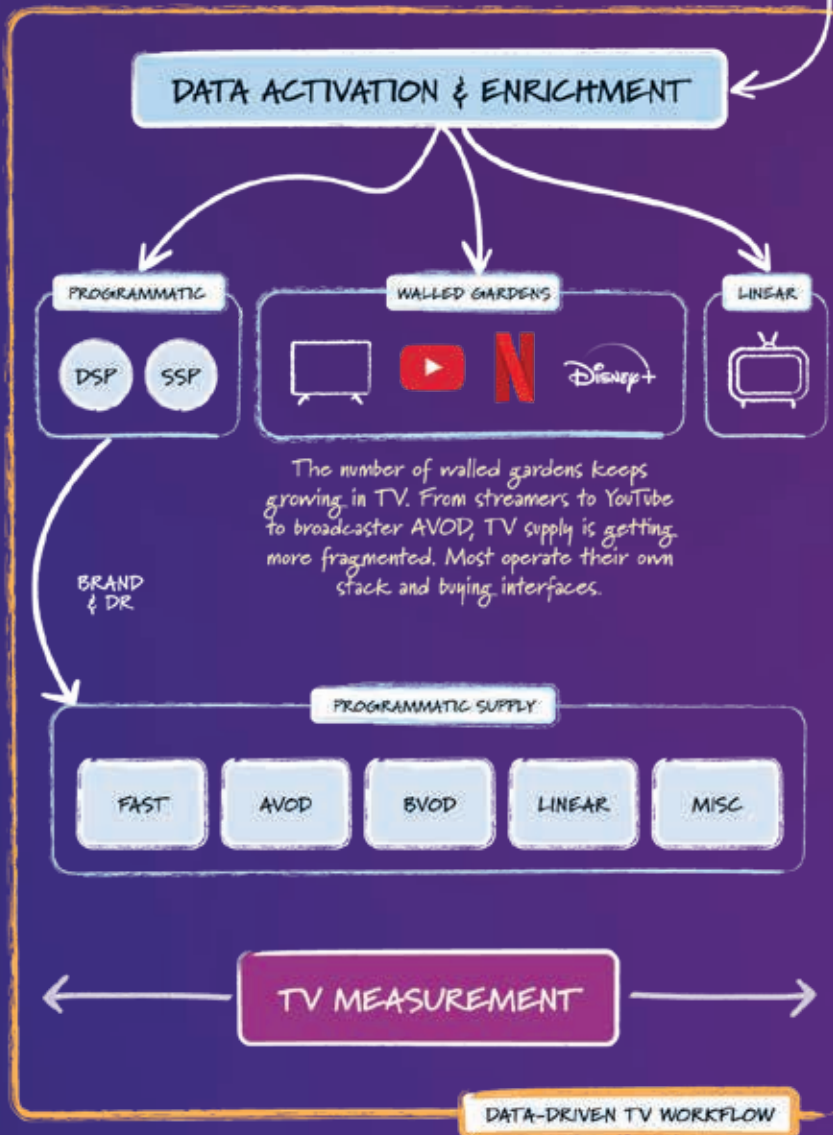 DATA ACTIVATION & ENRICHMENT
PROGRAMMATIC
DSP
SSP
WALLED GARDENS
N
Disney+
LINEAR
The number of walled gardens keeps
growing in TV. From streamers to YouTube
to broadcaster AVOD, TV supply is getting
more fragmented. Most operate their own
stack and buying interfaces.
BRAND
& DR
PROGRAMMATIC SUPPLY
FAST
AVOD
BVOD
LINEAR
MISC
TV MEASUREMENT
DATA-DRIVEN TV WORKFLOW